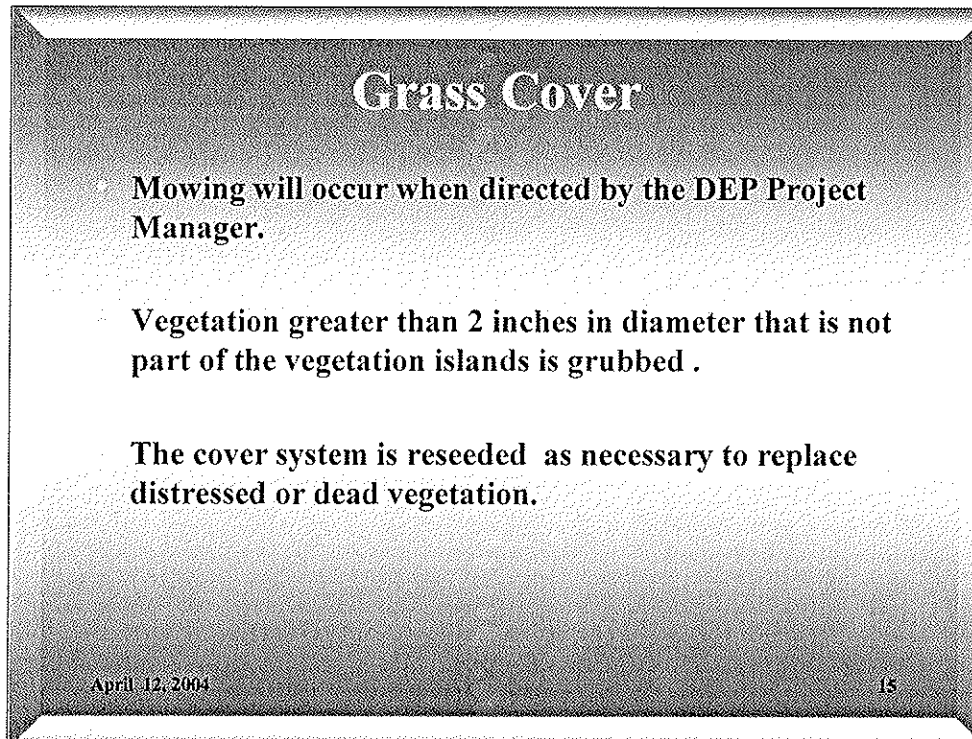 Grass Cover
Mowing will occur when directed by the DEP Project
Manager.
Vegetation greater than 2 inches in diameter that is not
part of the vegetation islands is grubbed .
The cover system is reseeded  as necessary to replace
distressed or dead vegetation.
April 12, 2004
15